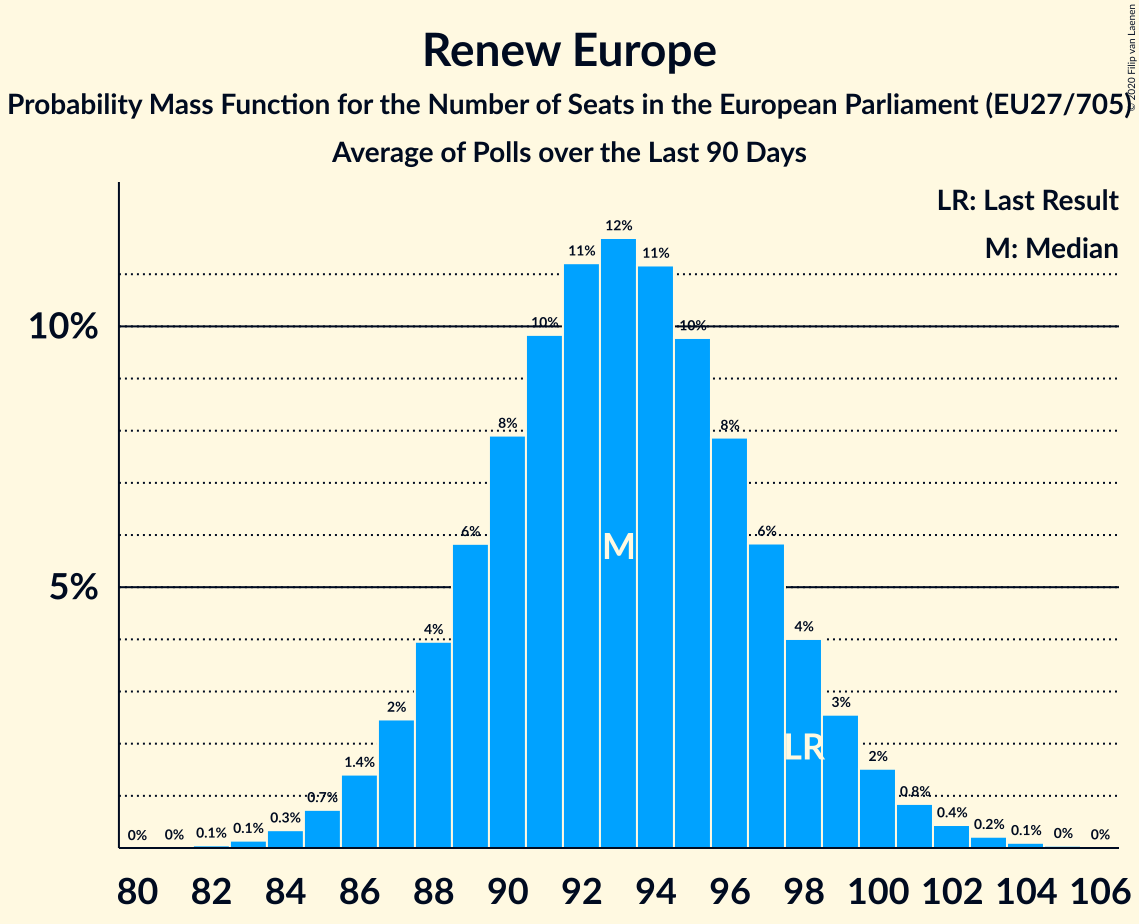 Renew Europe
Probability Mass Function for the Number of Seats in the European Parliament (EU27/705)
Average of Polls over the Last 90 Days
© 2020 Filip van Laenen
LR: Last Result
M: Median
10%
5%
0% 0% 0.1% 0.1% 0.3% 0.7% 1.4% 2% 4% 6% 8% 10% 11% 12% 11% 10% 8% 6% 4% 3% 2% 0.8% 0.4% 0.2% 0.1% 0% 0%
M
LR
80 82 84 86 88 90 92 94 96 98 100 102 104 106